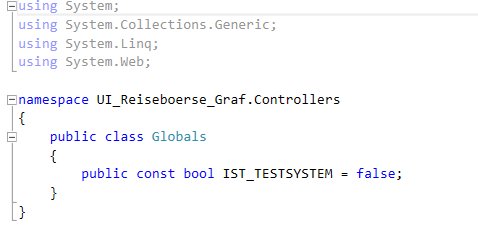 using System;
using System.Collections.Generic;
using System.Linq;
using System.Web;
namespace UI_Reiseboerse_Graf.Controllers
{
public class Globals
{
public const bool IST_TESTSYSTEM = false;
}
}